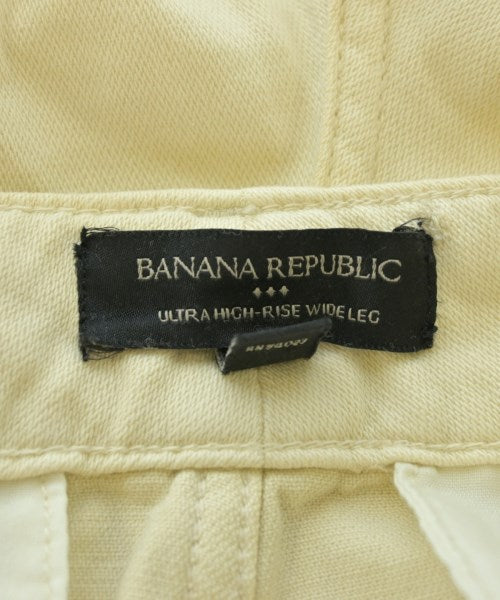 BANANA REPUBLIC
ULTRA HIGH-RISE WIDE LEG